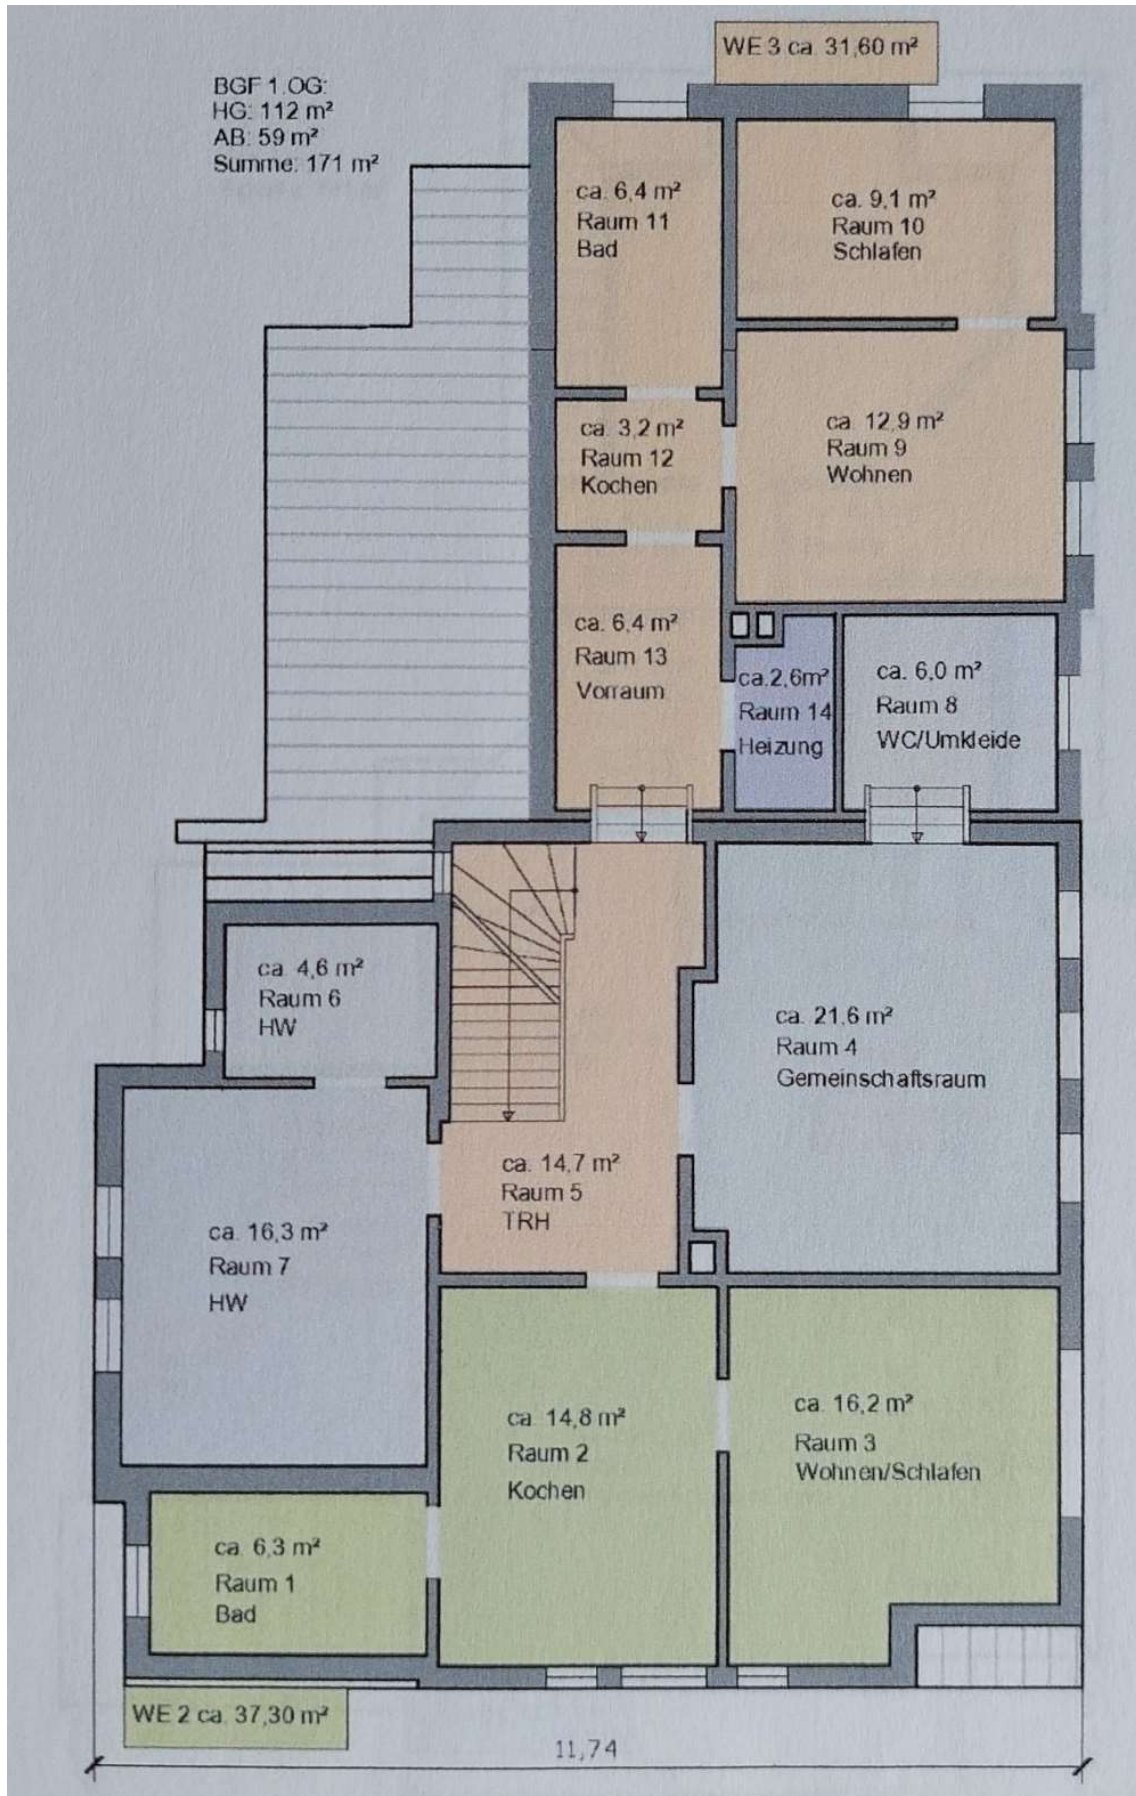 WE 3 ca. 31,60 m²
BGF 1.OG:
HG: 112 m²
AB: 59 m²
Summe: 171 m²
ca. 6,4 m²
Raum 11
Bad
ca. 9,1 m²
Raum 10
Schlafen
ca. 3,2 m²
Raum 12
Kochen
ca. 12,9 m²
Raum 9
Wohnen
ca. 6,4 m²
Raum 13
Vorraum
ca.2,6m²
Raum 14
Heizung
ca. 6,0 m²
Raum 8
WC/Umkleide
ca. 4,6 m²
Raum 6
HW
ca. 21,6 m²
Raum 4
Gemeinschaftsraum
ca. 14,7 m²
Raum 5
TRH
ca. 16,3 m²
Raum 7
HW
ca. 14,8 m²
Raum 2
Kochen
ca. 16,2 m²
Raum 3
Wohnen/Schlafen
ca. 6,3 m²
Raum 1
Bad
WE 2 ca. 37,30 m²
11,74